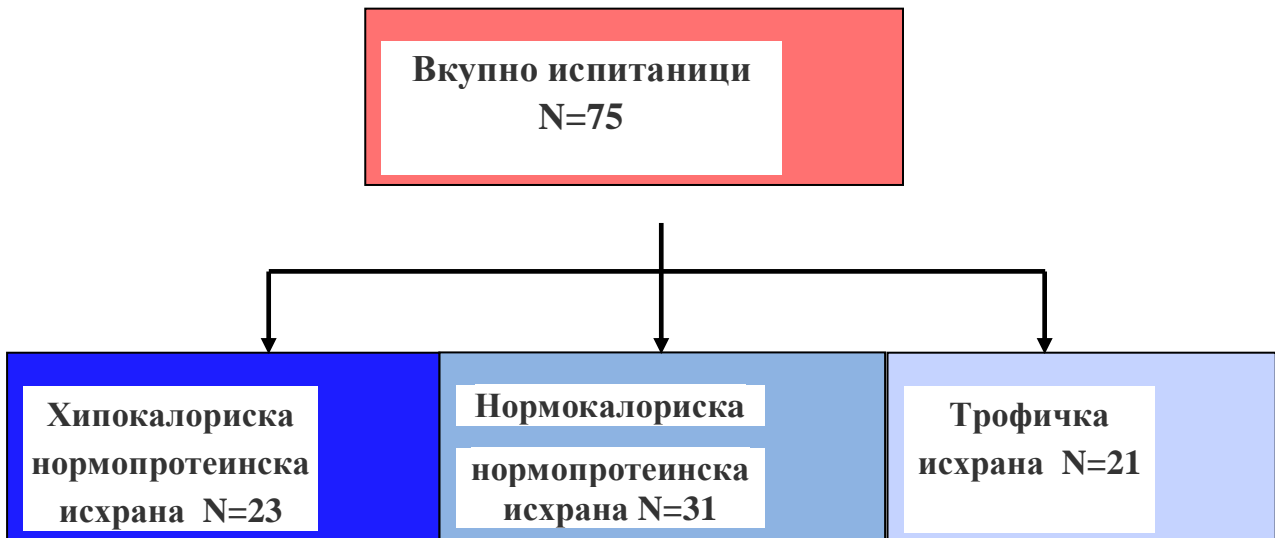 Вкупно испитаници
N=75
Хипокалориска
нормопротеинска
исхрана N=23
Нормокалориска
нормопротеинска
исхрана N=31
Трофичка
исхрана N=21